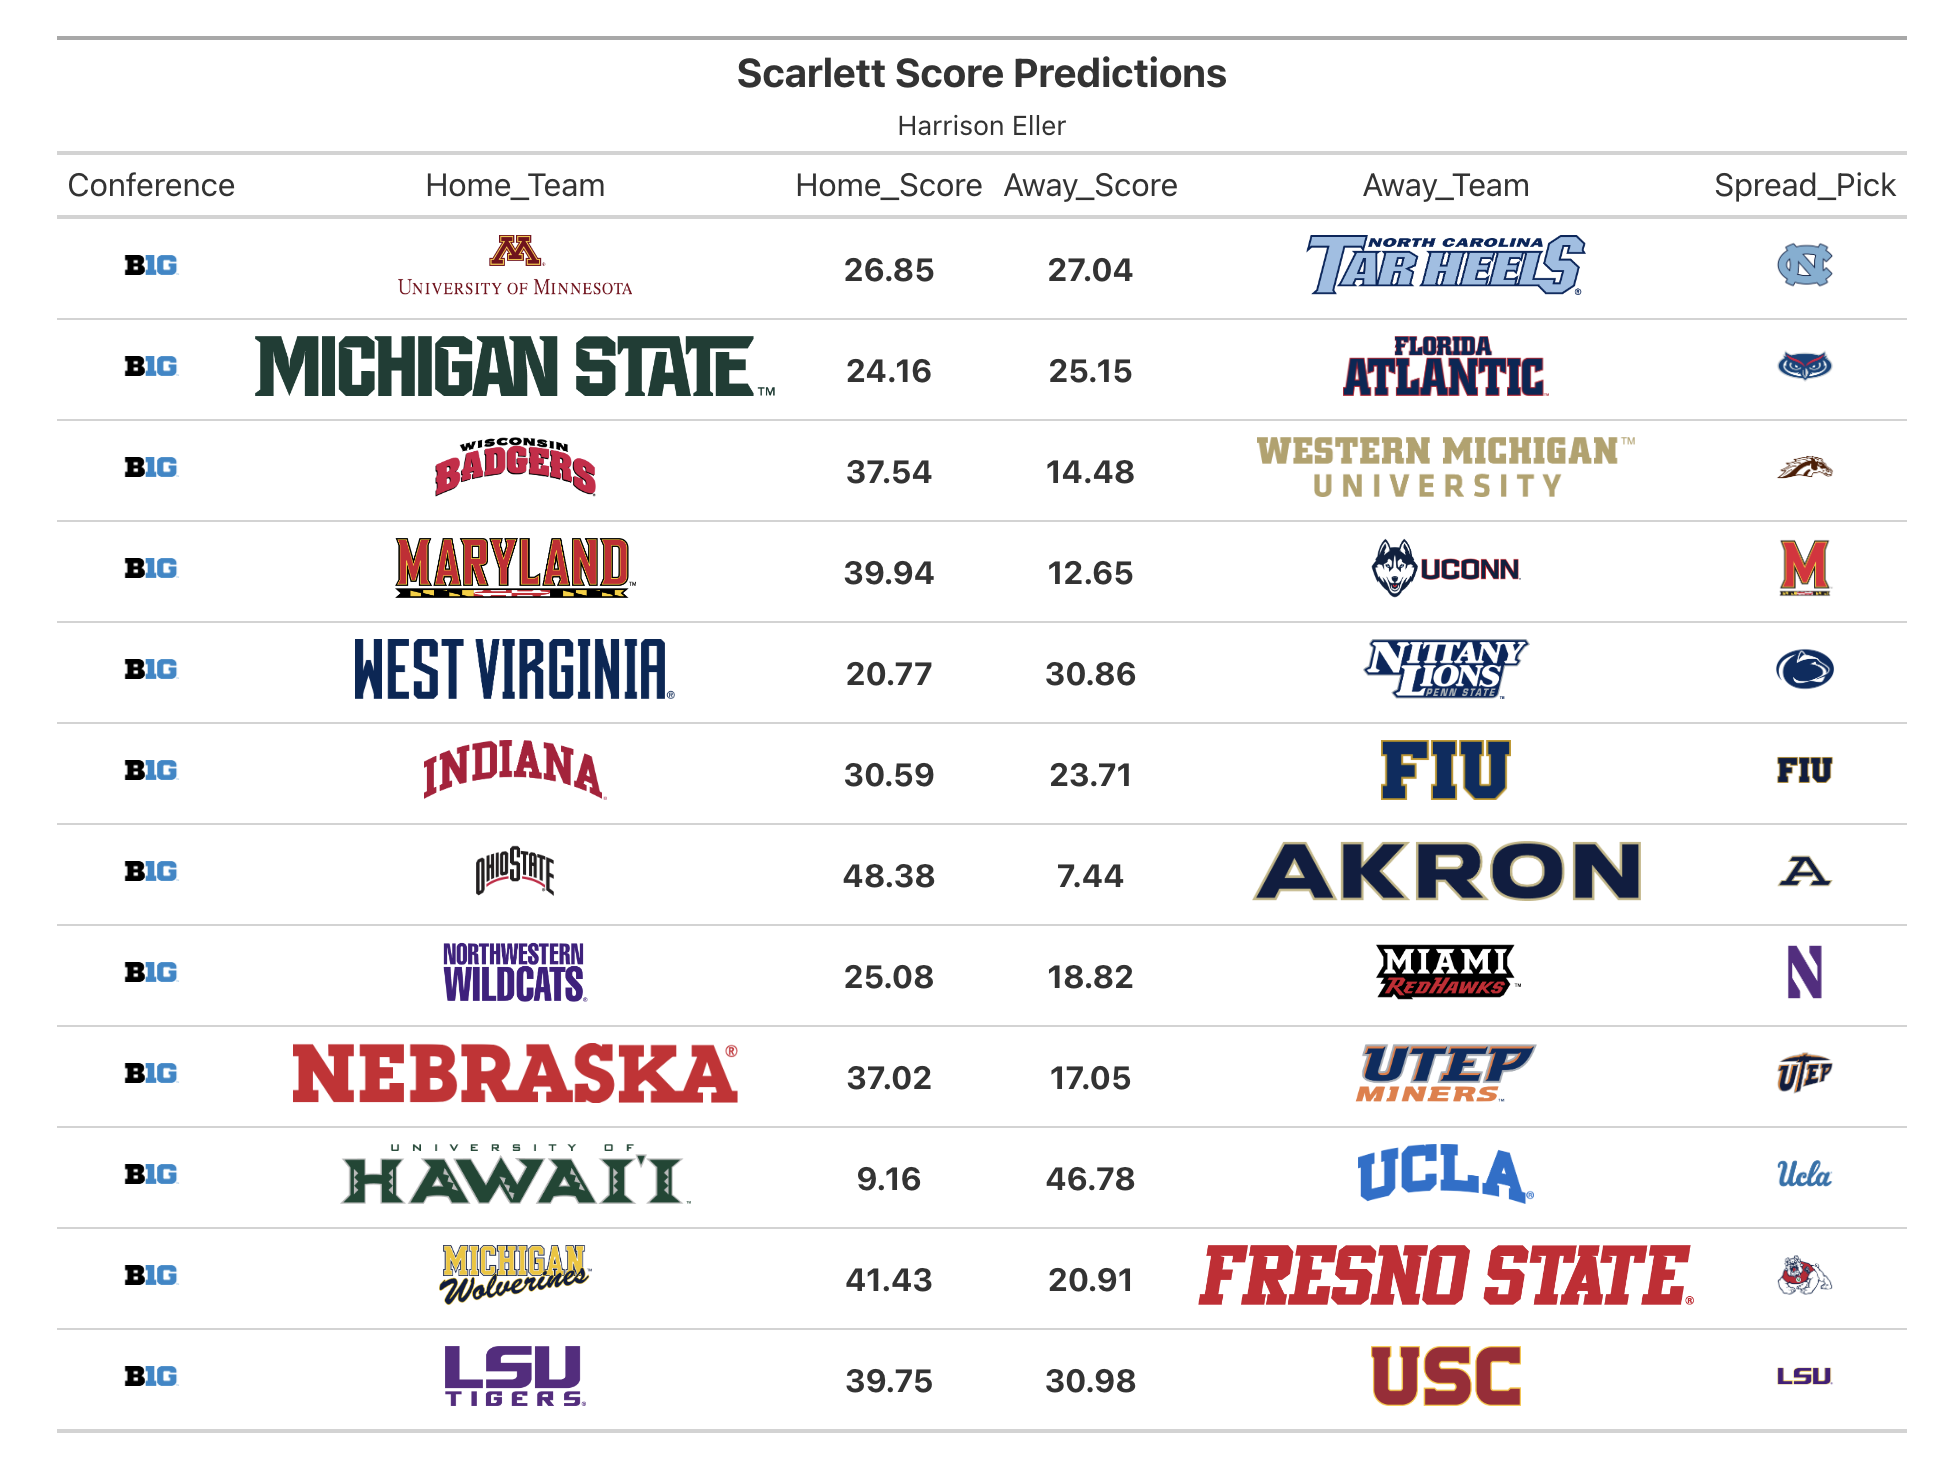 Scarlett Score Predictions
Harrison Eller
Conference Home_Team Home_Score Away_Score Away_Team Spread_Pick
B1G M UNIVERSITY OF MINNESOTA 26.85 27.04 NORTH CAROLINA TAR HEELS® NC
B1G MICHIGAN STATE™ 24.16 25.15 FLORIDA ATLANTIC
B1G WISCONSIN BADGERS 37.54 14.48 WESTERN MICHIGAN™ UNIVERSITY
B1G MARYLAND™ 39.94 12.65 UCONN M
B1G WEST VIRGINIA® 20.77 30.86 NITTANY LIONS PENN STATE™
B1G INDIANA 30.59 23.71 FIU FIU
B1G OHIO STATE 48.38 7.44 AKRON A
B1G NORTHWESTERN WILDCATS 25.08 18.82 MIAMI REDHAWKS™ N
B1G NEBRASKA® 37.02 17.05 UTEP MINERS™ UTEP
B1G UNIVERSITY OF HAWAI'I™ 9.16 46.78 UCLA® Ucla
B1G MICHIGAN Wolverines™ 41.43 20.91 FRESNO STATE®
B1G LSU TIGERS 39.75 30.98 USC LSU